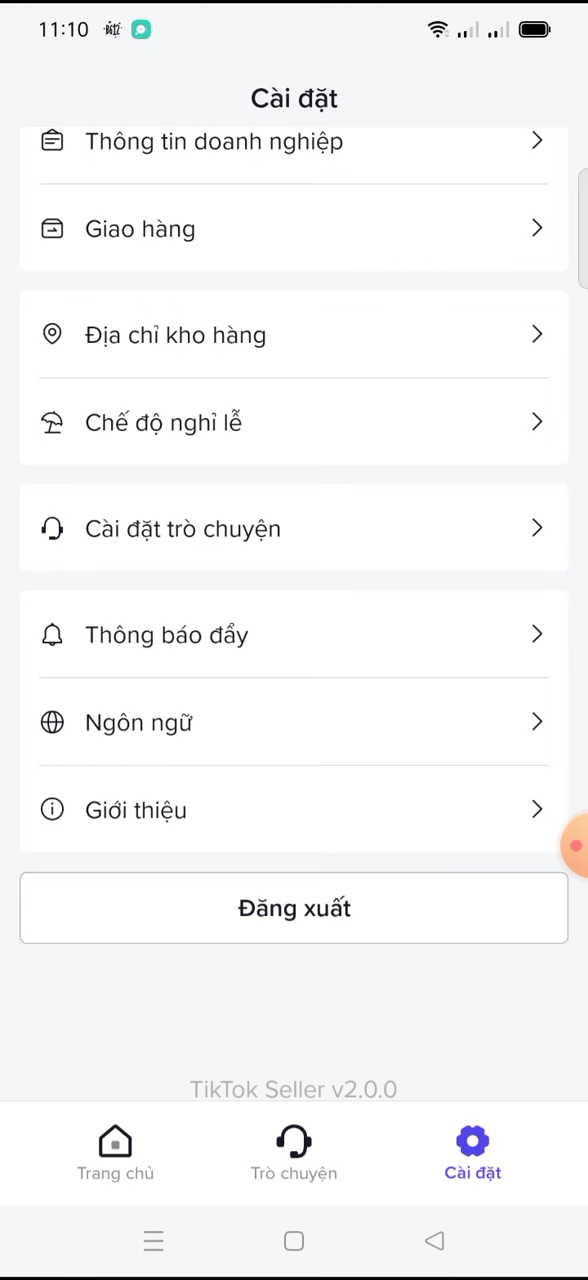 11:10
Cài đặt
Thông tin doanh nghiệp
Giao hàng
Địa chỉ kho hàng
Chế độ nghỉ lễ
Cài đặt trò chuyện
Thông báo đẩy
Ngôn ngữ
Giới thiệu
Đăng xuất
TikTok Seller v2.0.0
Trang chủ
Trò chuyện
Cài đặt